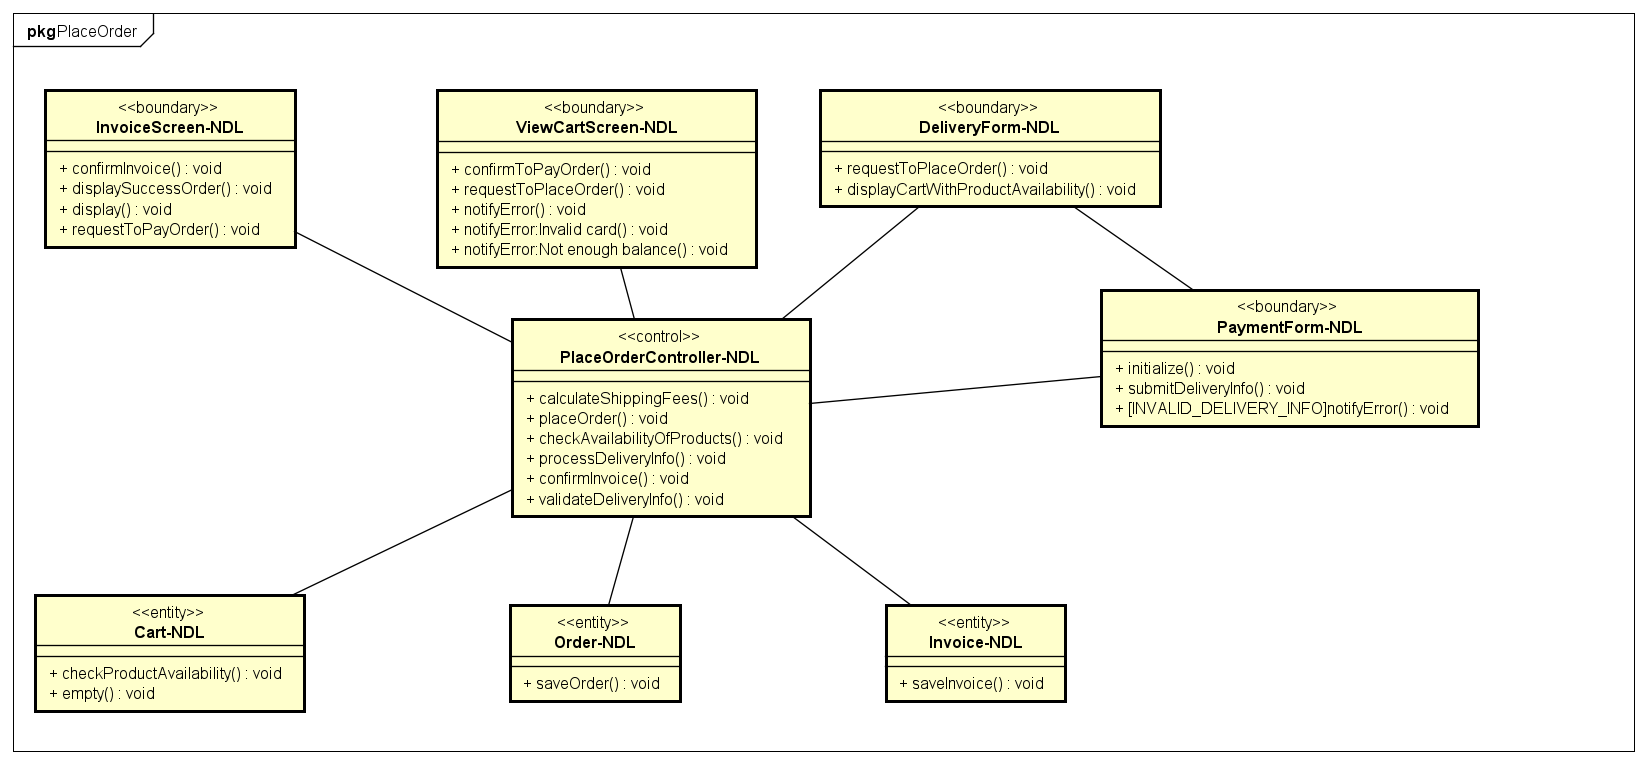 pkgPlaceOrder
<<boundary>>
InvoiceScreen-NDL
+ confirmInvoice() : void
+ displaySuccessOrder() : void
+ display() : void
+ requestToPayOrder() : void
<<boundary>>
ViewCartScreen-NDL
+ confirmToPayOrder() : void
+ requestToPlaceOrder() : void
+ notifyError() : void
+ notifyError:Invalid card() : void
+ notifyError:Not enough balance() : void
<<boundary>>
DeliveryForm-NDL
+ requestToPlaceOrder() : void
+ displayCartWithProductAvailability() : void
<<boundary>>
PaymentForm-NDL
+ initialize() : void
+ submitDeliveryInfo() : void
+ [INVALID_DELIVERY_INFO]notifyError() : void
<<control>>
PlaceOrderController-NDL
+ calculateShippingFees() : void
+ placeOrder() : void
+ checkAvailabilityOfProducts() : void
+ processDeliveryInfo() : void
+ confirmInvoice() : void
+ validateDeliveryInfo() : void
<<entity>>
Cart-NDL
+ checkProductAvailability() : void
+ empty() : void
<<entity>>
Order-NDL
+ saveOrder() : void
<<entity>>
Invoice-NDL
+ saveInvoice() : void